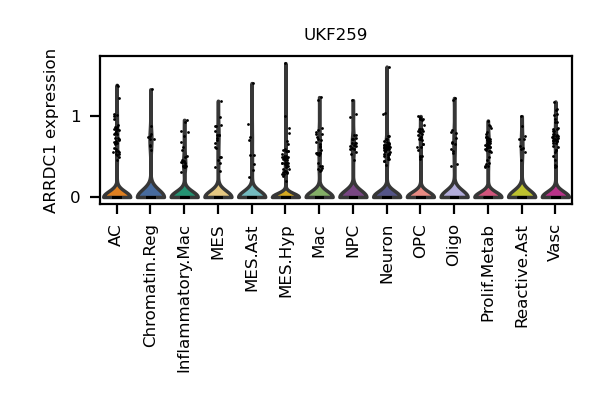 UKF259
ARRDC1 expression
1
0
AC
Chromatin.Reg
Inflammatory.Mac
MES
MES.Ast
MES.Hyp
Mac
NPC
Neuron
OPC
Oligo
Prolif.Metab
Reactive.Ast
Vasc